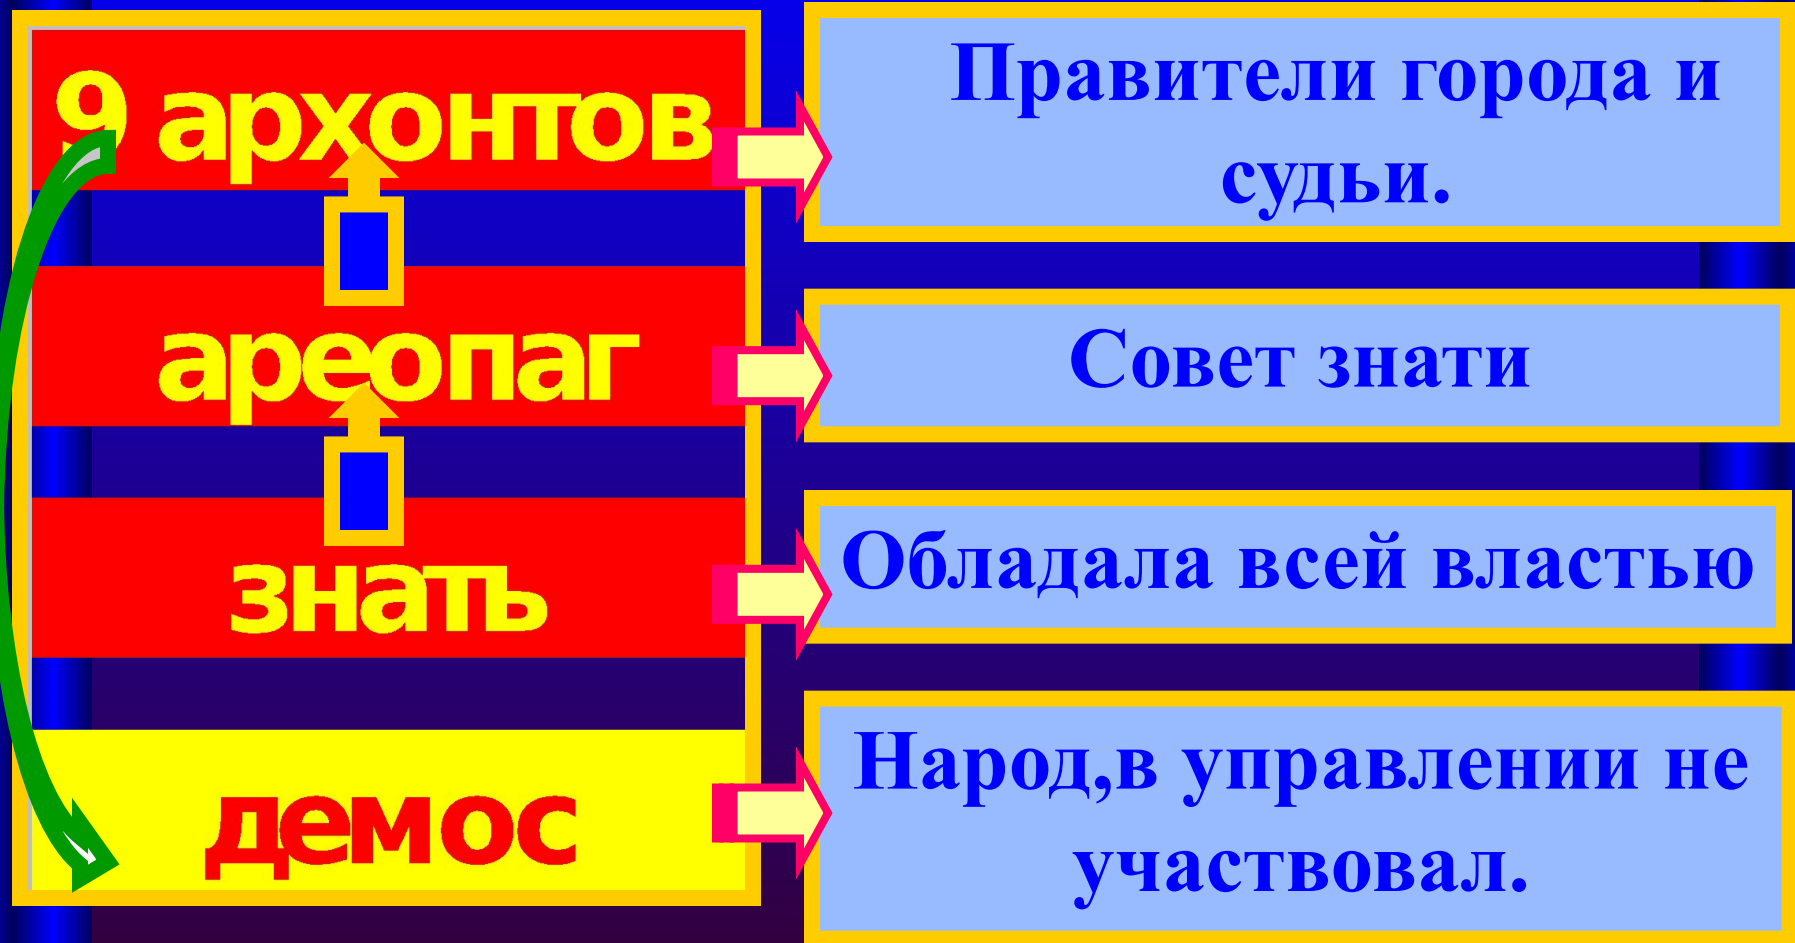 9 архонтов
Правители города и
судьи.
ареопаг
Совет знати
знать
Обладала всей властью
демос
Народ,в управлении не
участвовал.